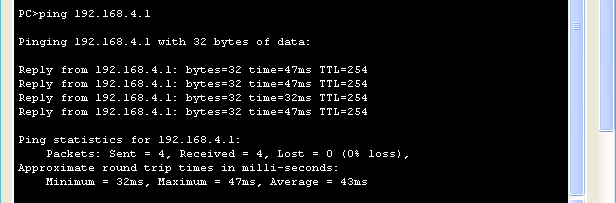 PC>ping 192.168.4.1
Pinging 192.168.4.1 with 32 bytes of data:
Reply from 192.168.4.1: bytes=32 time=47ms TTL=254
Reply from 192.168.4.1: bytes=32 time=47ms TTL=254
Reply from 192.168.4.1: bytes=32 time=32ms TTL=254
Reply from 192.168.4.1: bytes=32 time=47ms TTL=254
Ping statistics for 192.168.4.1:
Packets: Sent = 4, Received = 4, Lost = 0 (0% loss),
Approximate round trip times in milli-seconds:
Minimum = 32ms, Maximum = 47ms, Average = 43ms